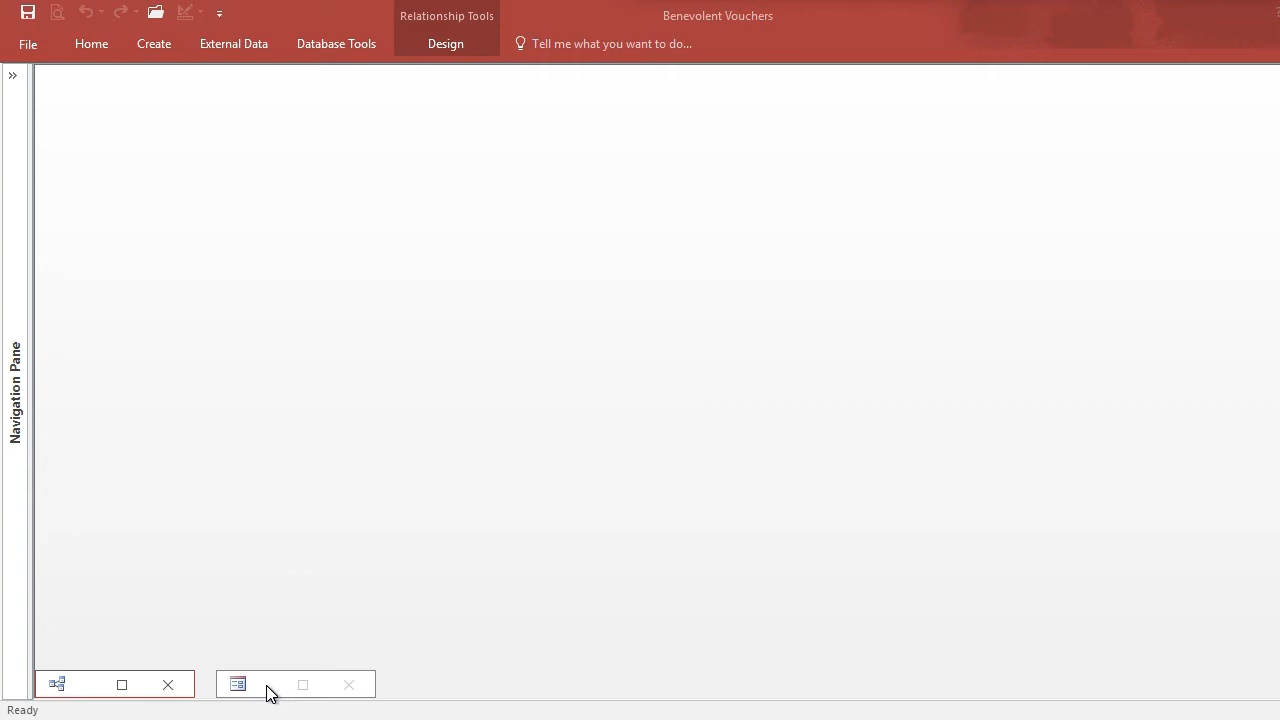 Relationship Tools
Benevolent Vouchers
File
Home
Create
External Data
Database Tools
Design
Tell me what you want to do...
Navigation Pane
Ready